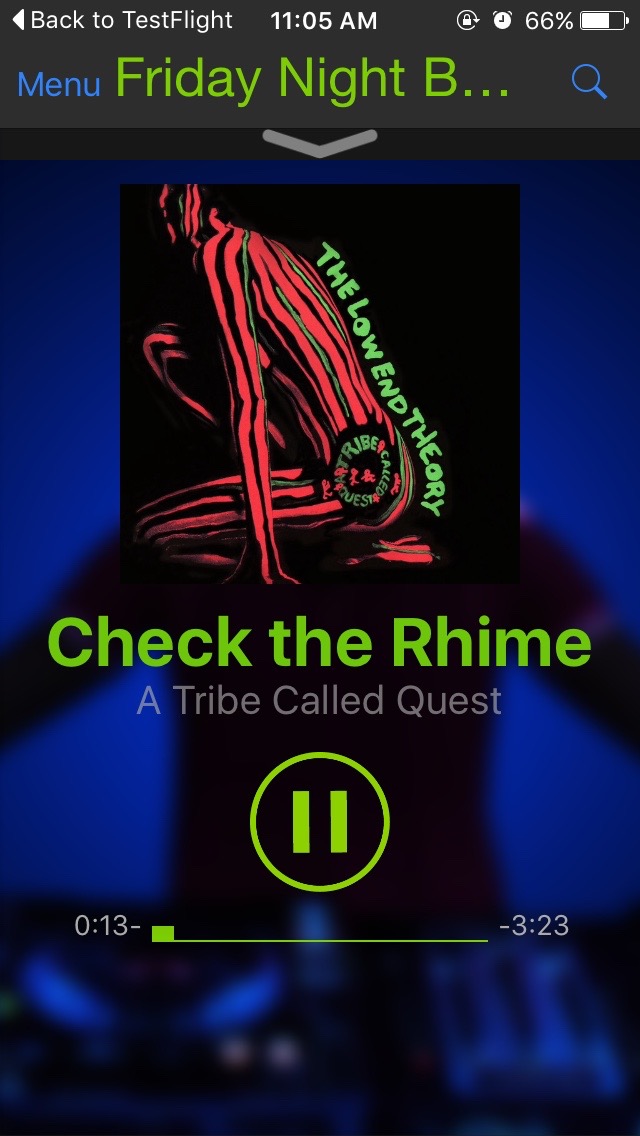 Back to TestFlight 11:05 AM 66%
Menu Friday Night B...
THE LOW END THEORY
A TRIBE CALLED QUEST
Check the Rhime
A Tribe Called Quest
0:13- -3:23